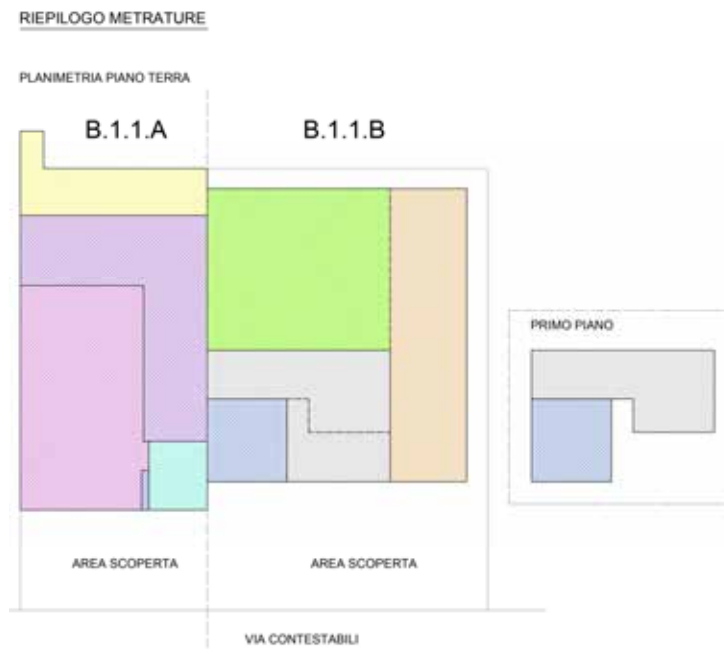 RIEPILOGO METRATURE
PLANIMETRIA PIANO TERRA
B.1.1.A
B.1.1.B
PRIMO PIANO
AREA SCOPERTA
AREA SCOPERTA
VIA CONTESTABILI